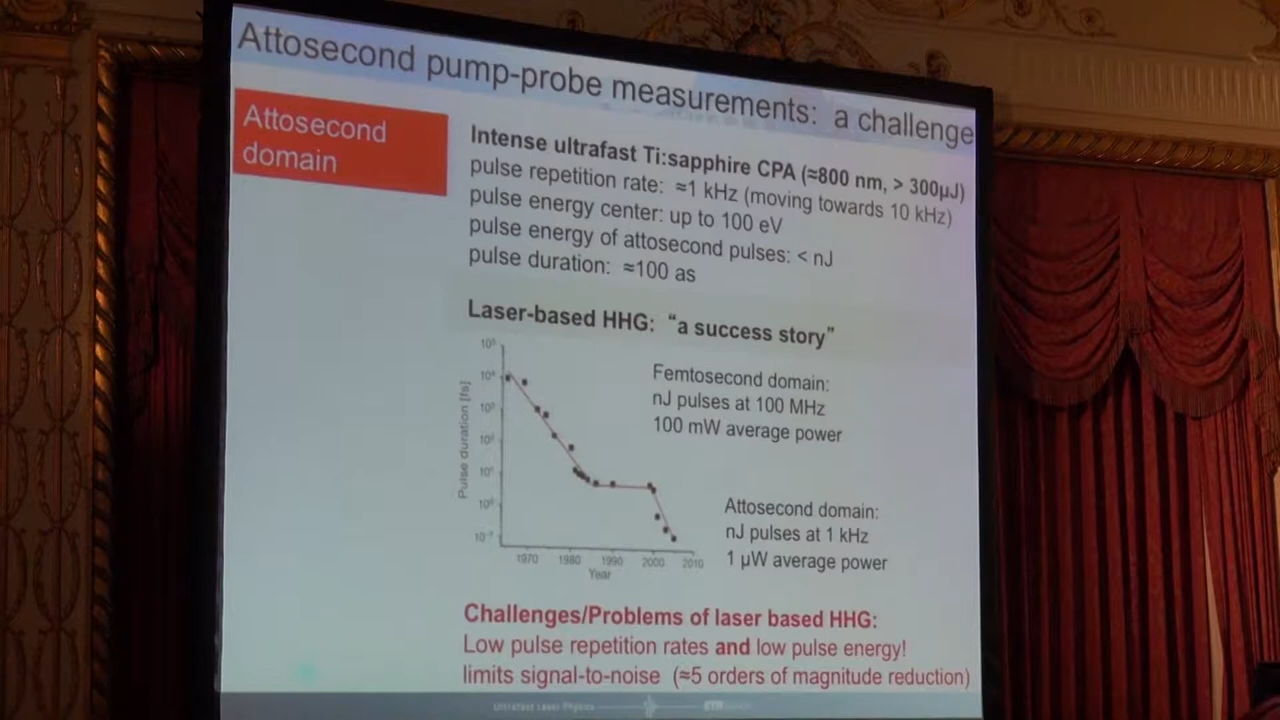 Attosecond pump-probe measurements: a challenge
Attosecond
domain
Intense ultrafast Ti:sapphire CPA (≈800 nm, > 300µJ)
pulse repetition rate: ≈1 kHz (moving towards 10 kHz)
pulse energy center: up to 100 eV
pulse energy of attosecond pulses: < nJ
pulse duration: ≈100 as
Laser-based HHG: “a success story”
Pulse duration [fs]
1970 1980 1990 2000 2010
Year
Femtosecond domain:
nJ pulses at 100 MHz
100 mW average power
Attosecond domain:
nJ pulses at 1 kHz
1 µW average power
Challenges/Problems of laser based HHG:
Low pulse repetition rates and low pulse energy!
limits signal-to-noise (≈5 orders of magnitude reduction)
Ultrafast Laser Physics